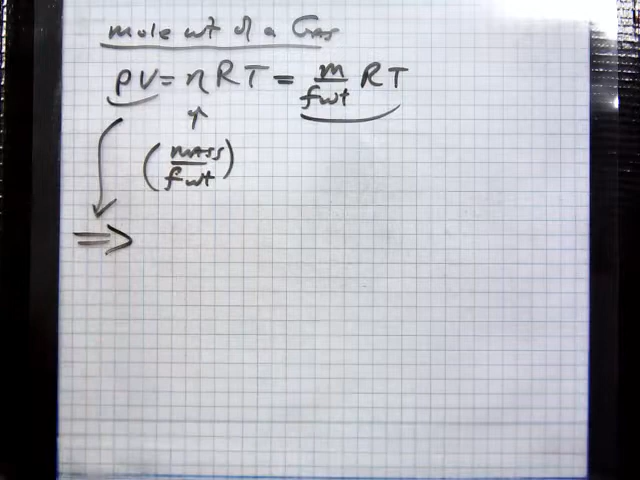 mole wt of a Gas
PV = nRT = m/fwt RT
↑
(mass/fwt)
⇒